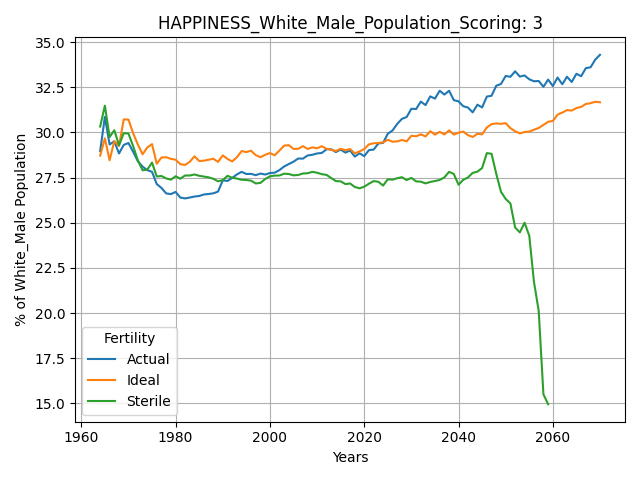 HAPPINESS_White_Male_Population_Scoring: 3
35.0
32.5
30.0
27.5
25.0
22.5
20.0
17.5
15.0
% of White_Male Population
Fertility
Actual
Ideal
Sterile
1960 1980 2000 2020 2040 2060
Years